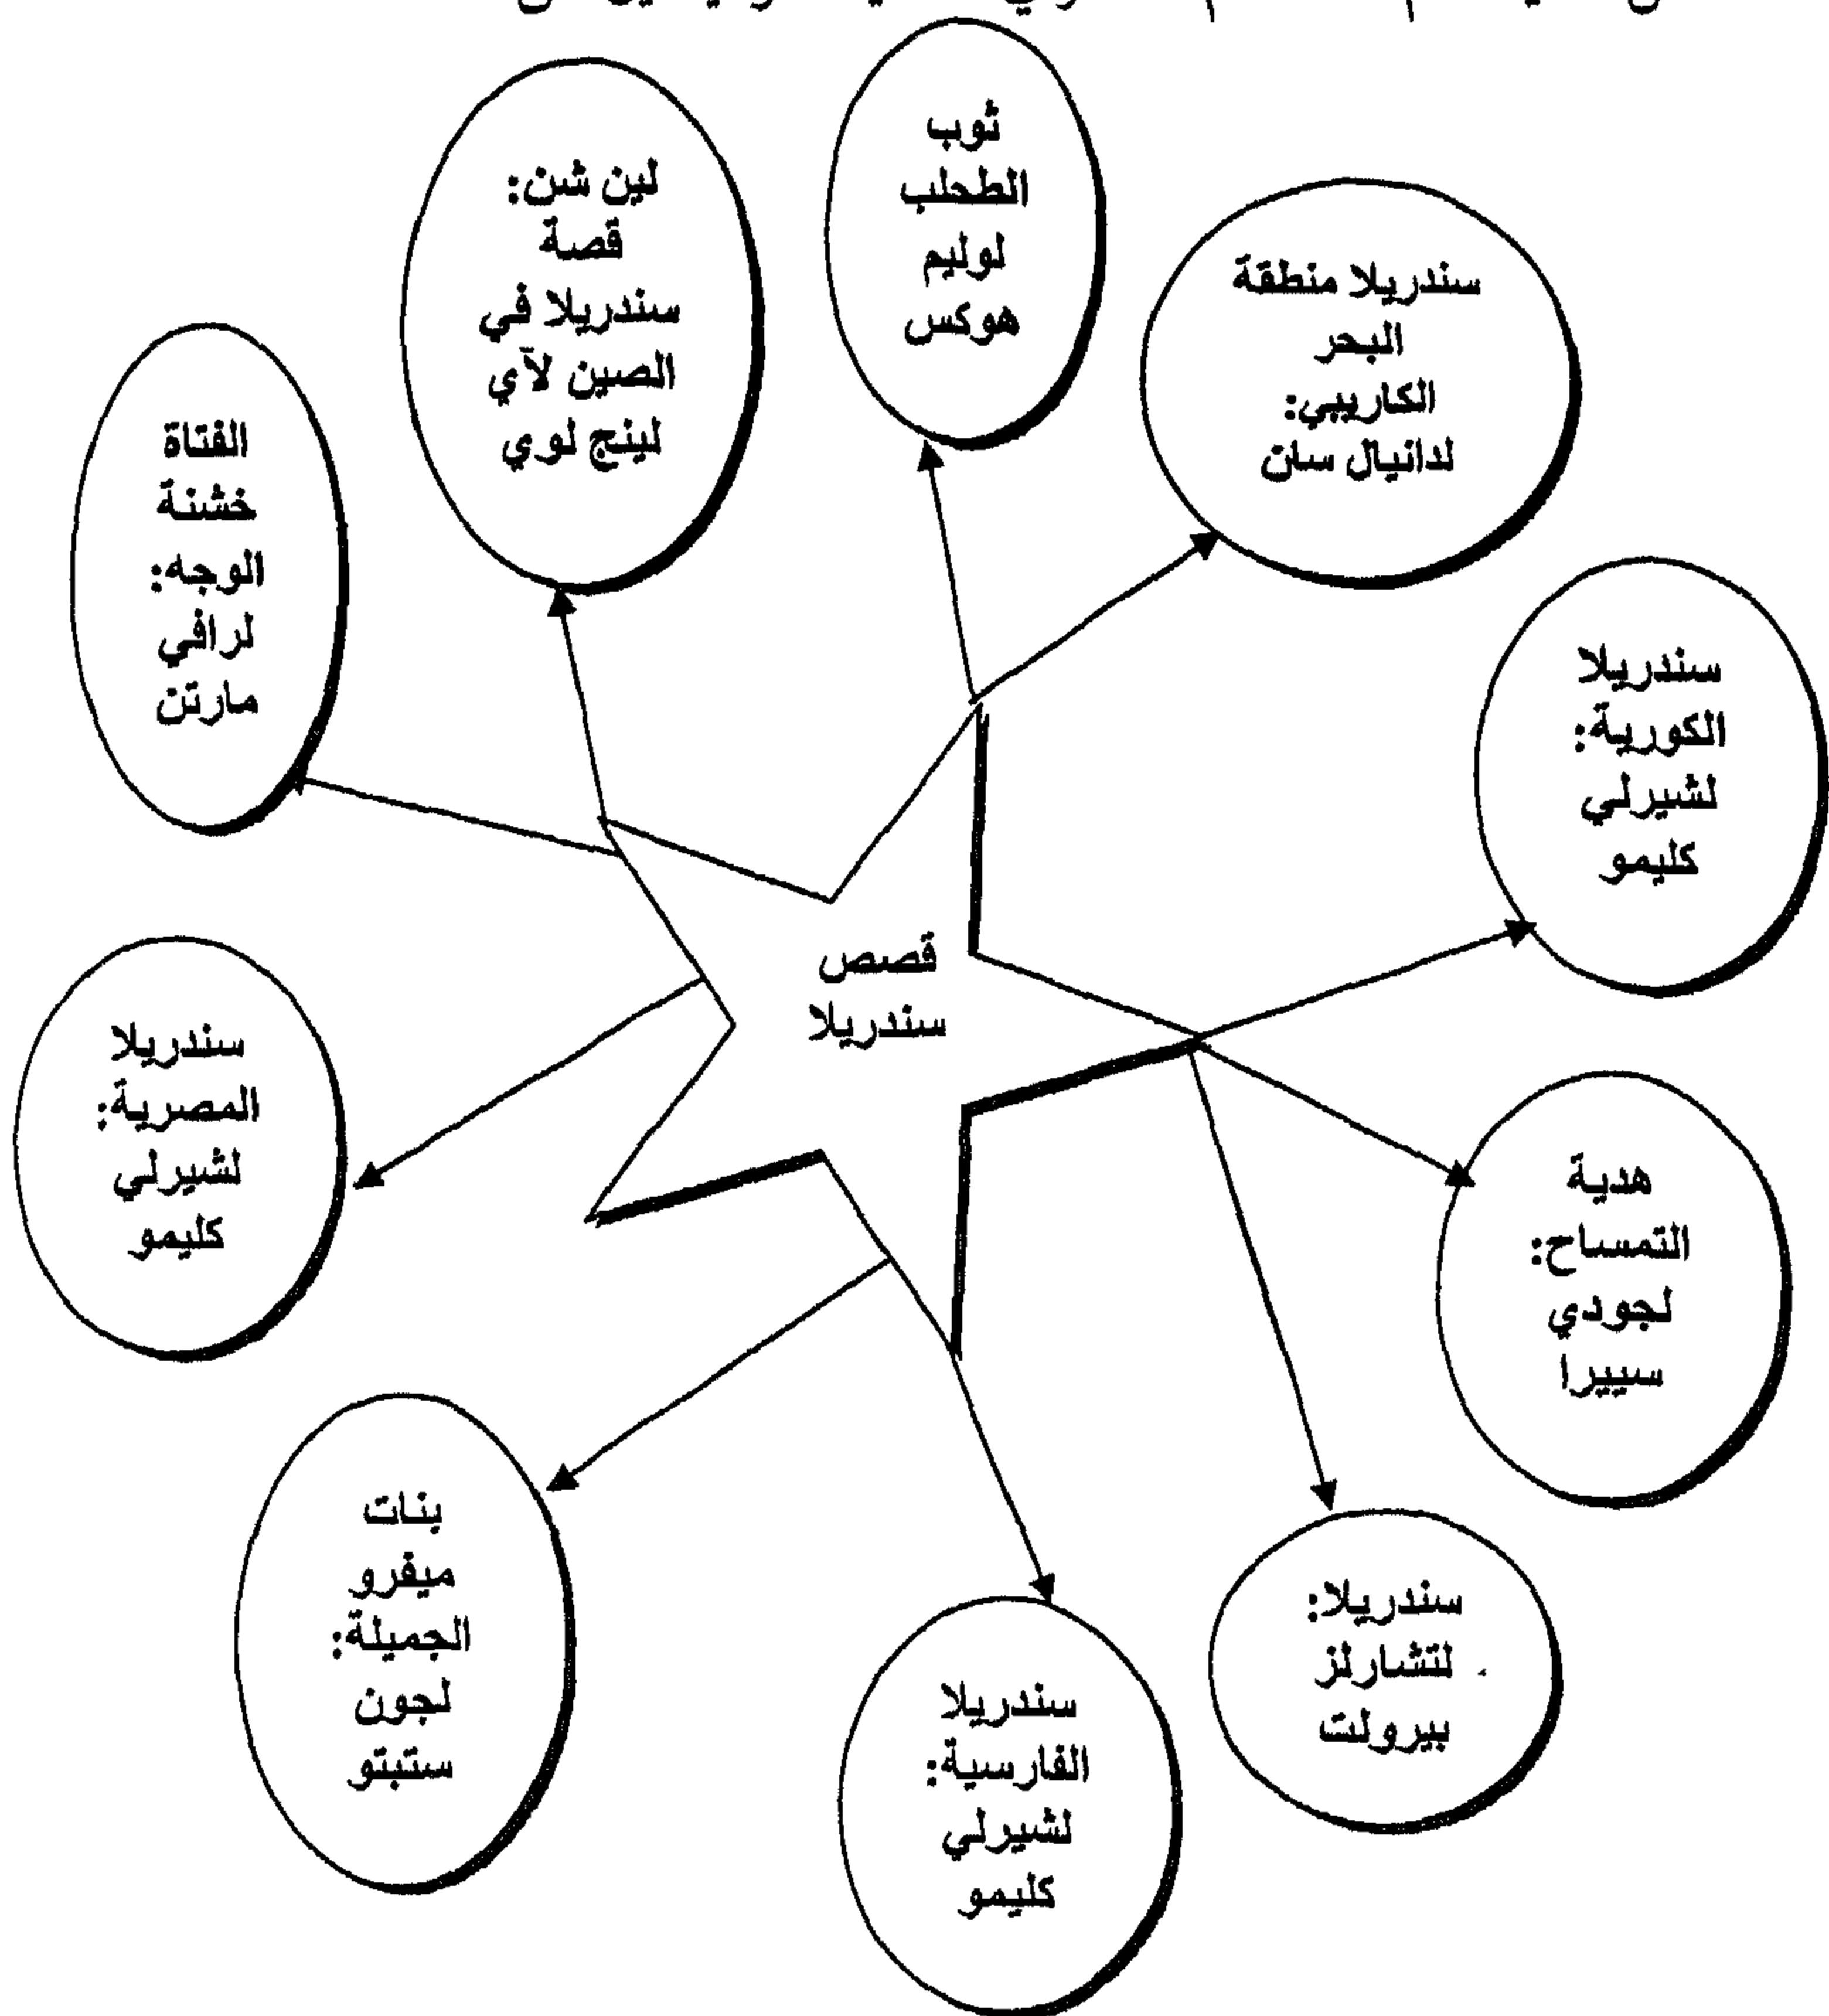 قصص
سندريلا
ثوب
الطحلب
لوليم
هوكس
سندريلا منطقة
البحر
الكاريبي:
لدانيال سلن
سندريلا
الكورية:
لشيرلي
كليمو
هدية
التمساح:
لجودي
سييرا
سندريلا:
لتشارلز
بيرولت
سندريلا
الفارسية:
لشيرلي
كليمو
بنات
ميفرو
الجميلة:
لجون
ستبتو
سندريلا
المصرية:
لشيرلي
كليمو
الفتاة
خشنة
الوجه:
لرافي
مارتن
لين شن:
قصة
سندريلا في
الصين لآي
لينج لوي